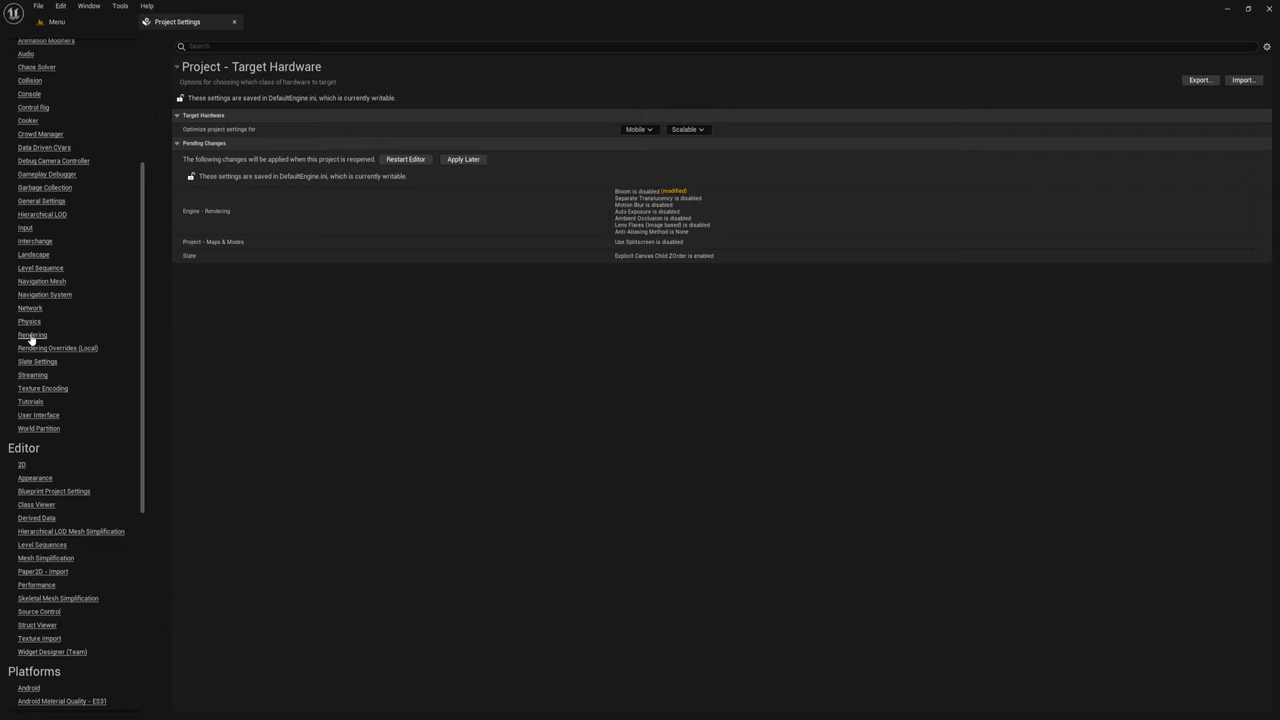 File Edit Window Tools Help
Menu
Project Settings
Animation Modifiers
Audio
Chaos Solver
Collision
Console
Control Rig
Cooker
Crowd Manager
Data Driven CVars
Debug Camera Controller
Gameplay Debugger
Garbage Collection
General Settings
Hierarchical LOD
Input
Interchange
Landscape
Level Sequence
Navigation Mesh
Navigation System
Network
Physics
Rendering
Rendering Overrides (Local)
Slate Settings
Streaming
Texture Encoding
Tutorials
User Interface
World Partition
Editor
2D
Appearance
Blueprint Project Settings
Class Viewer
Derived Data
Hierarchical LOD Mesh Simplification
Level Sequences
Mesh Simplification
Paper2D - Import
Performance
Skeletal Mesh Simplification
Source Control
Struct Viewer
Texture Import
Widget Designer (Team)
Platforms
Android
Android Material Quality - ES31
Search
Project - Target Hardware
Options for choosing which class of hardware to target
Export...
Import...
These settings are saved in DefaultEngine.ini, which is currently writable.
Target Hardware
Optimize project settings for
Mobile
Scalable
Pending Changes
The following changes will be applied when this project is reopened.
Restart Editor
Apply Later
These settings are saved in DefaultEngine.ini, which is currently writable.
Engine - Rendering
Bloom is disabled (modified)
Separate Translucency is disabled
Motion Blur is disabled
Auto Exposure is disabled
Ambient Occlusion is disabled
Lens Flares (Image based) is disabled
Anti-Aliasing Method is None
Project - Maps & Modes
Use Splitscreen is disabled
Slate
Explicit Canvas Child ZOrder is enabled